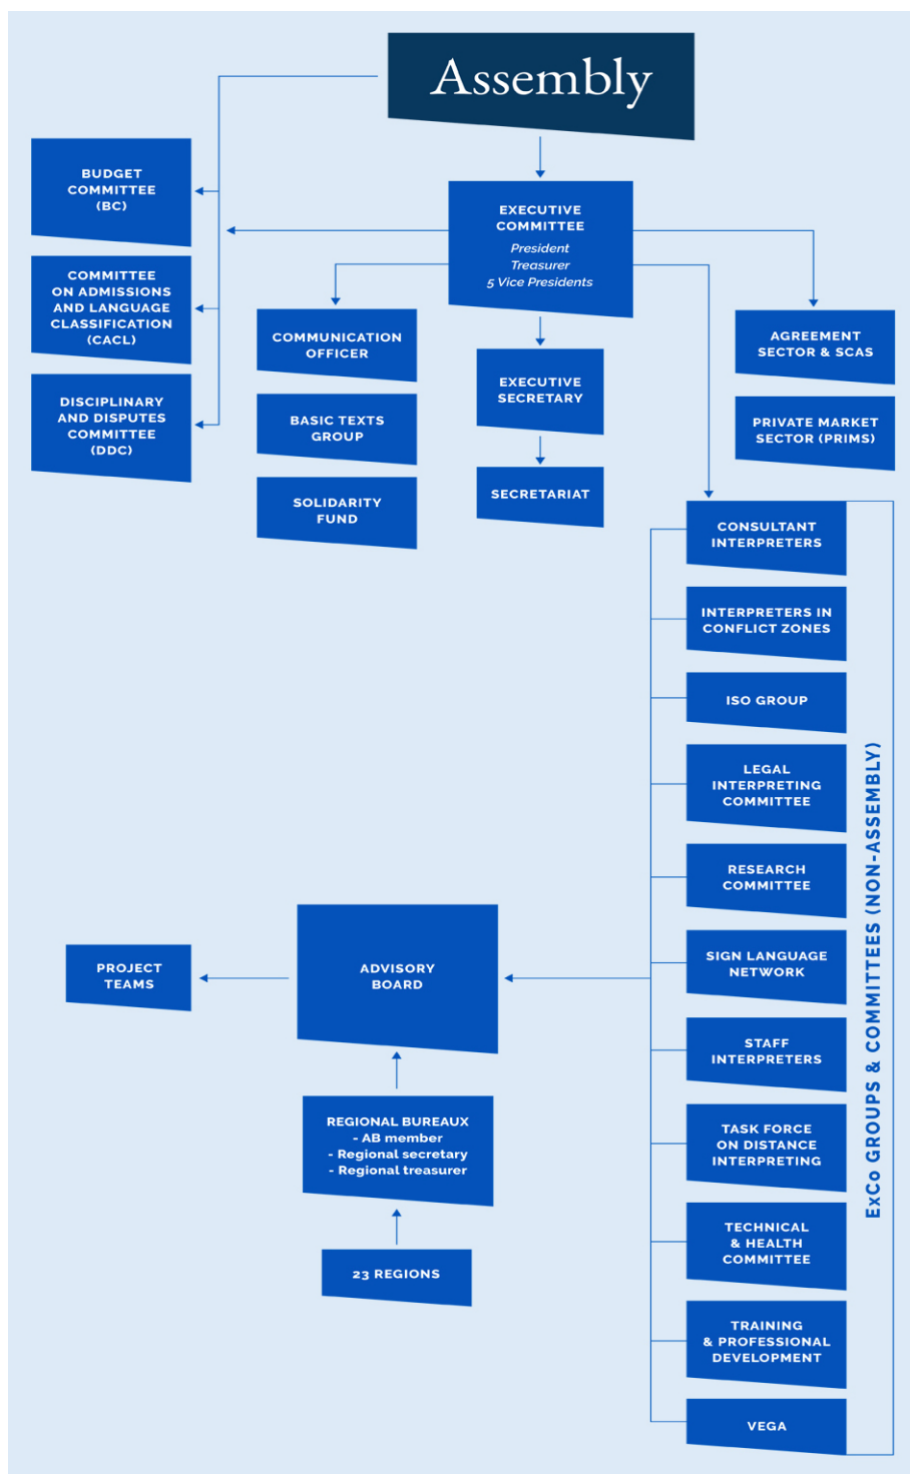 Assembly
BUDGET
COMMITTEE
(BC)
COMMITTEE
ON ADMISSIONS
AND LANGUAGE
CLASSIFICATION
(CACL)
DISCIPLINARY
AND DISPUTES
COMMITTEE
(DDC)
EXECUTIVE
COMMITTEE
President
Treasurer
5 Vice Presidents
COMMUNICATION
OFFICER
BASIC TEXTS
GROUP
SOLIDARITY
FUND
EXECUTIVE
SECRETARY
SECRETARIAT
AGREEMENT
SECTOR & SCAS
PRIVATE MARKET
SECTOR (PRIMS)
CONSULTANT
INTERPRETERS
INTERPRETERS IN
CONFLICT ZONES
ISO GROUP
LEGAL
INTERPRETING
COMMITTEE
RESEARCH
COMMITTEE
SIGN LANGUAGE
NETWORK
STAFF
INTERPRETERS
TASK FORCE
ON DISTANCE
INTERPRETING
TECHNICAL
& HEALTH
COMMITTEE
TRAINING
& PROFESSIONAL
DEVELOPMENT
VEGA
ExCo GROUPS & COMMITTEES (NON-ASSEMBLY)
PROJECT
TEAMS
ADVISORY
BOARD
REGIONAL BUREAUX
- AB member
- Regional secretary
- Regional treasurer
23 REGIONS